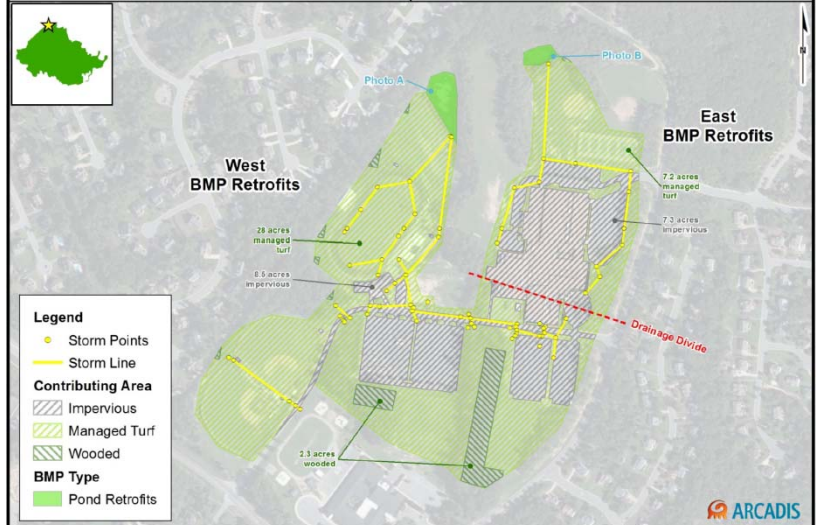 N
Photo A
Photo B
East
BMP Retrofits
West
BMP Retrofits
7.2 acres
managed
turf
7.3 acres
impervious
28 acres
managed
turf
8.6 acres
impervious
Drainage Divide
2.3 acres
wooded
Legend
Storm Points
Storm Line
Contributing Area
Impervious
Managed Turf
Wooded
BMP Type
Pond Retrofits
ARCADIS